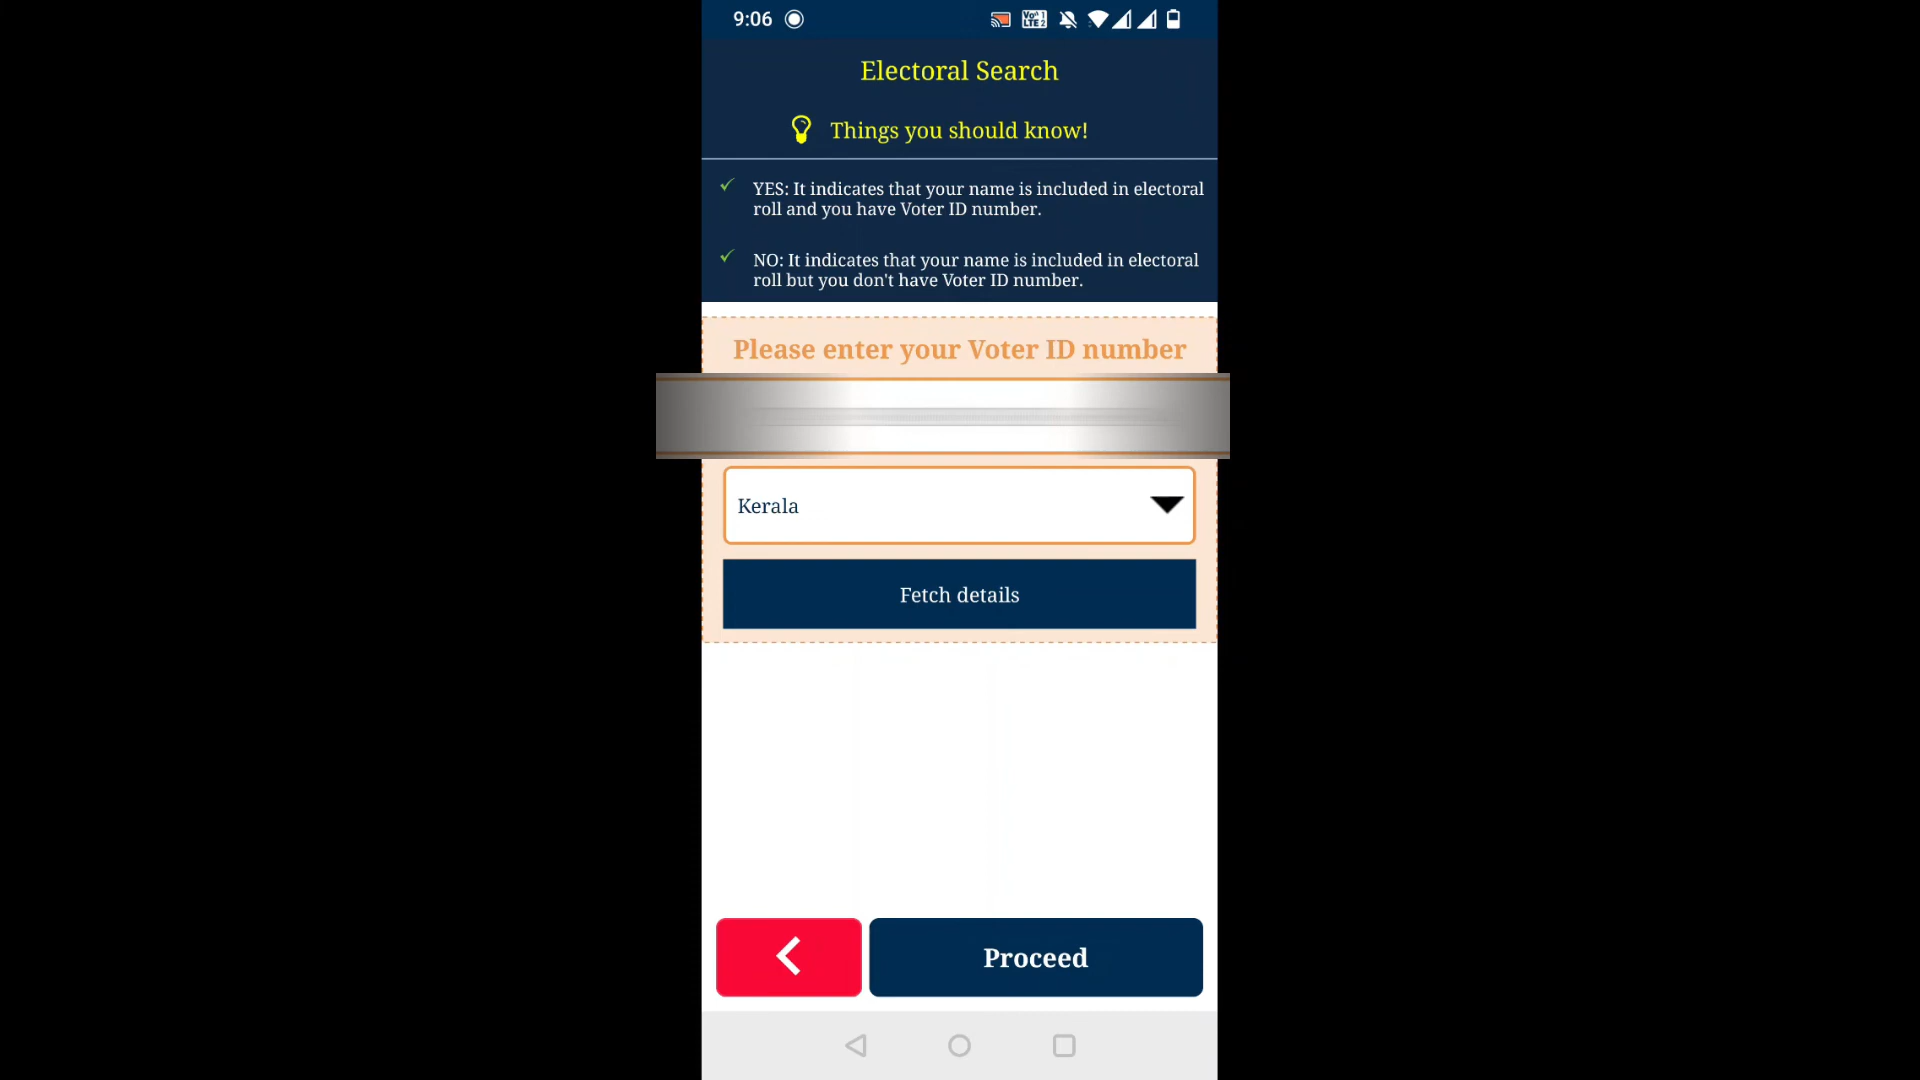 9:06
Electoral Search
Things you should know!
YES: It indicates that your name is included in electoral
roll and you have Voter ID number.
NO: It indicates that your name is included in electoral
roll but you don't have Voter ID number.
Please enter your Voter ID number
Kerala
Fetch details
Proceed